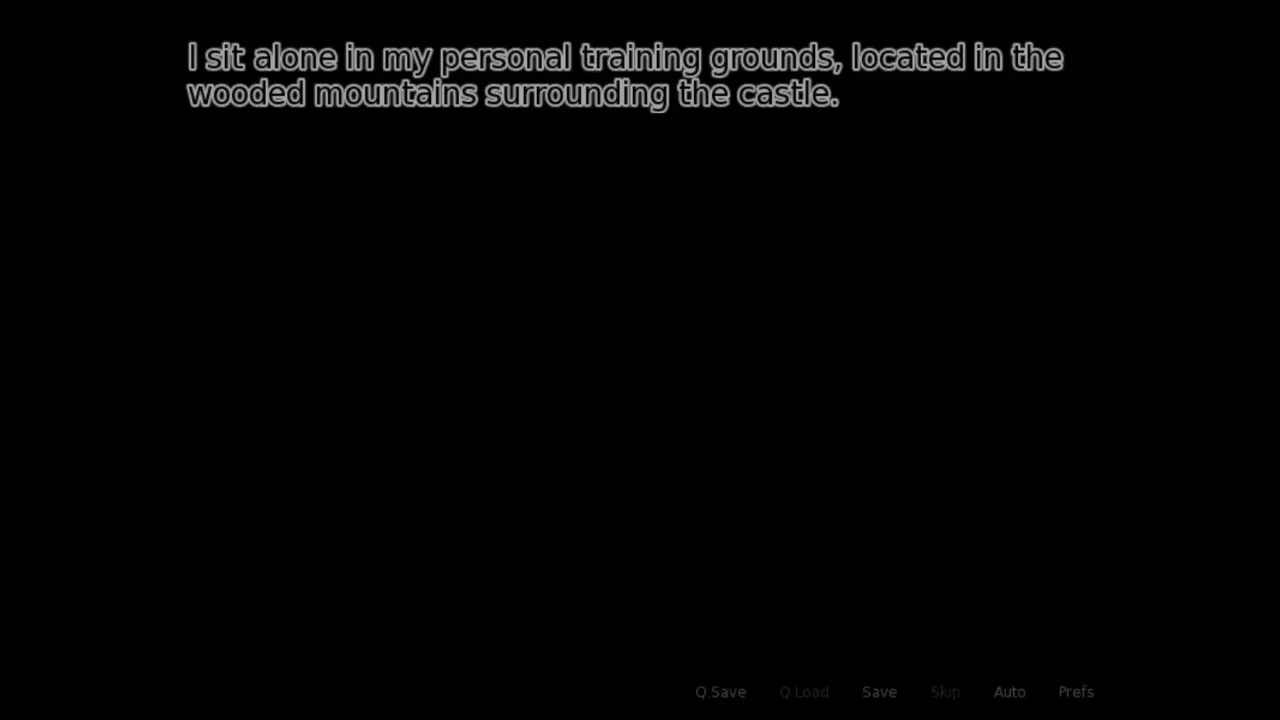 I sit alone in my personal training grounds, located in the
wooded mountains surrounding the castle.
Q.Save Q.Load Save Skip Auto Prefs